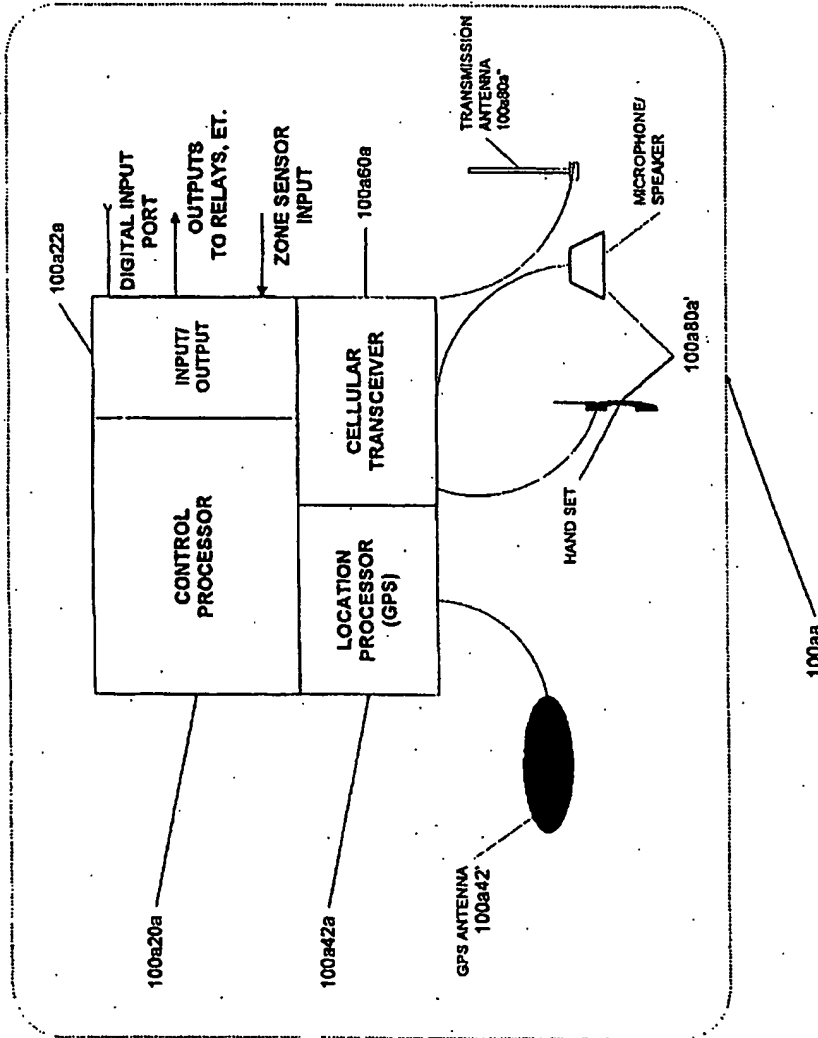 100a22a
DIGITAL INPUT
PORT
OUTPUTS
TO RELAYS, ET.
ZONE SENSOR
INPUT
100a60a
INPUT/
OUTPUT
CONTROL
PROCESSOR
CELLULAR
TRANSCEIVER
LOCATION
PROCESSOR
(GPS)
100a20a
100a42a
GPS ANTENNA
100a42'
HAND SET
100a80a'
MICROPHONE/
SPEAKER
TRANSMISSION
ANTENNA
100a80a"
100aa